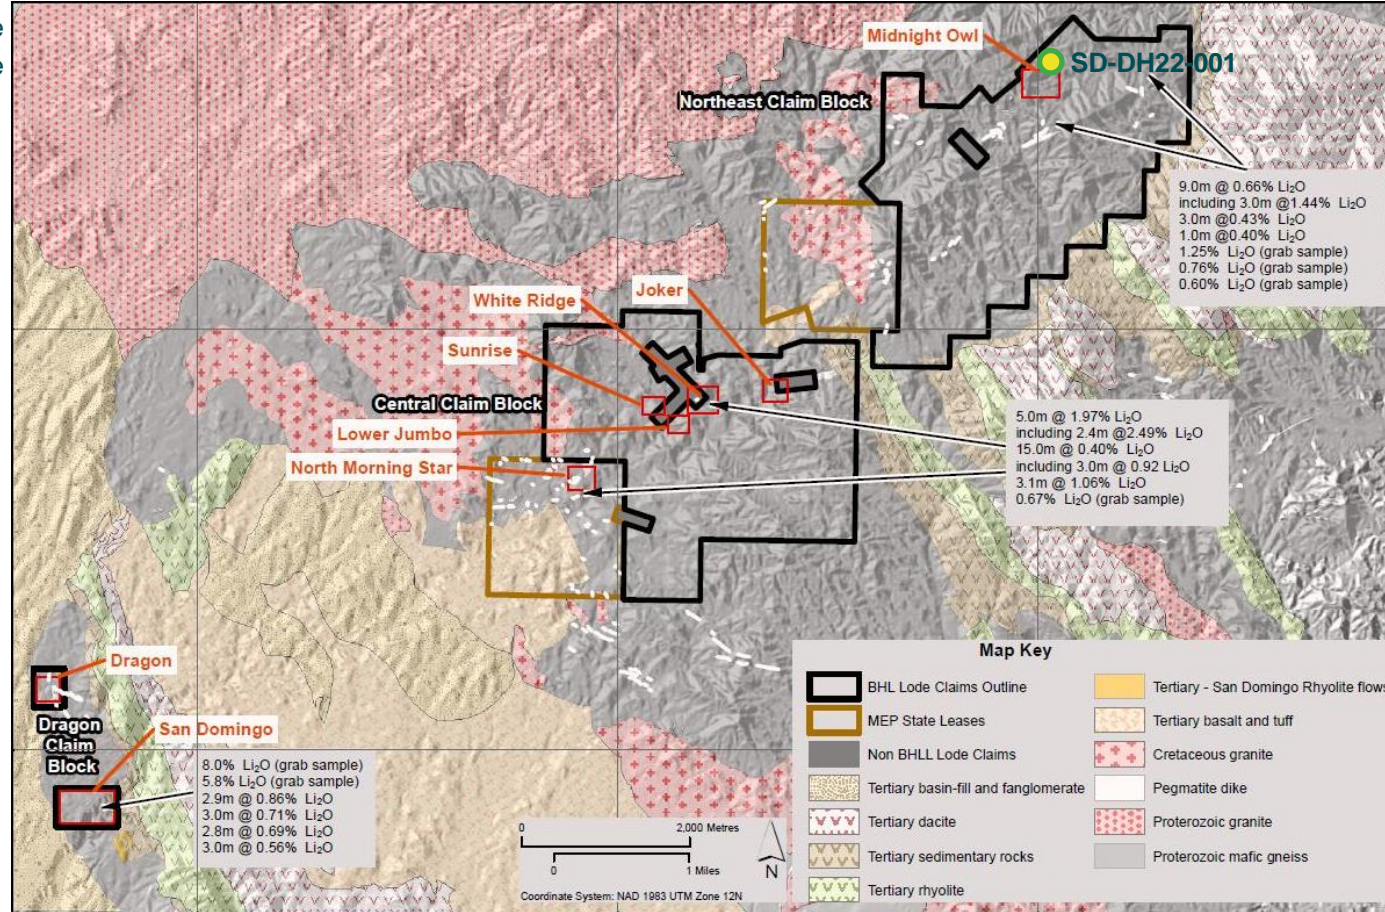 e
e
Midnight Owl
SD-DH22-001
Northeast Claim Block
9.0m @ 0.66% Li₂O
including 3.0m @1.44% Li₂O
3.0m @0.43% Li₂O
1.0m @0.40% Li₂O
1.25% Li₂O (grab sample)
0.76% Li₂O (grab sample)
0.60% Li₂O (grab sample)
White Ridge
Joker
Sunrise
Central Claim Block
Lower Jumbo
North Morning Star
5.0m @ 1.97% Li₂O
including 2.4m @2.49% Li₂O
15.0m @ 0.40% Li₂O
including 3.0m @ 0.92 Li₂O
3.1m @ 1.06% Li₂O
0.67% Li₂O (grab sample)
Dragon
Dragon
Claim
Block
San Domingo
8.0% Li₂O (grab sample)
5.8% Li₂O (grab sample)
2.9m @ 0.86% Li₂O
3.0m @ 0.71% Li₂O
2.8m @ 0.69% Li₂O
3.0m @ 0.56% Li₂O
0 2,000 Metres
0 1 Miles
N
Coordinate System: NAD 1983 UTM Zone 12N
Map Key
BHL Lode Claims Outline
MEP State Leases
Non BHLL Lode Claims
Tertiary basin-fill and fanglomerate
Tertiary dacite
Tertiary sedimentary rocks
Tertiary rhyolite
Tertiary - San Domingo Rhyolite flows
Tertiary basalt and tuff
Cretaceous granite
Pegmatite dike
Proterozoic granite
Proterozoic mafic gneiss